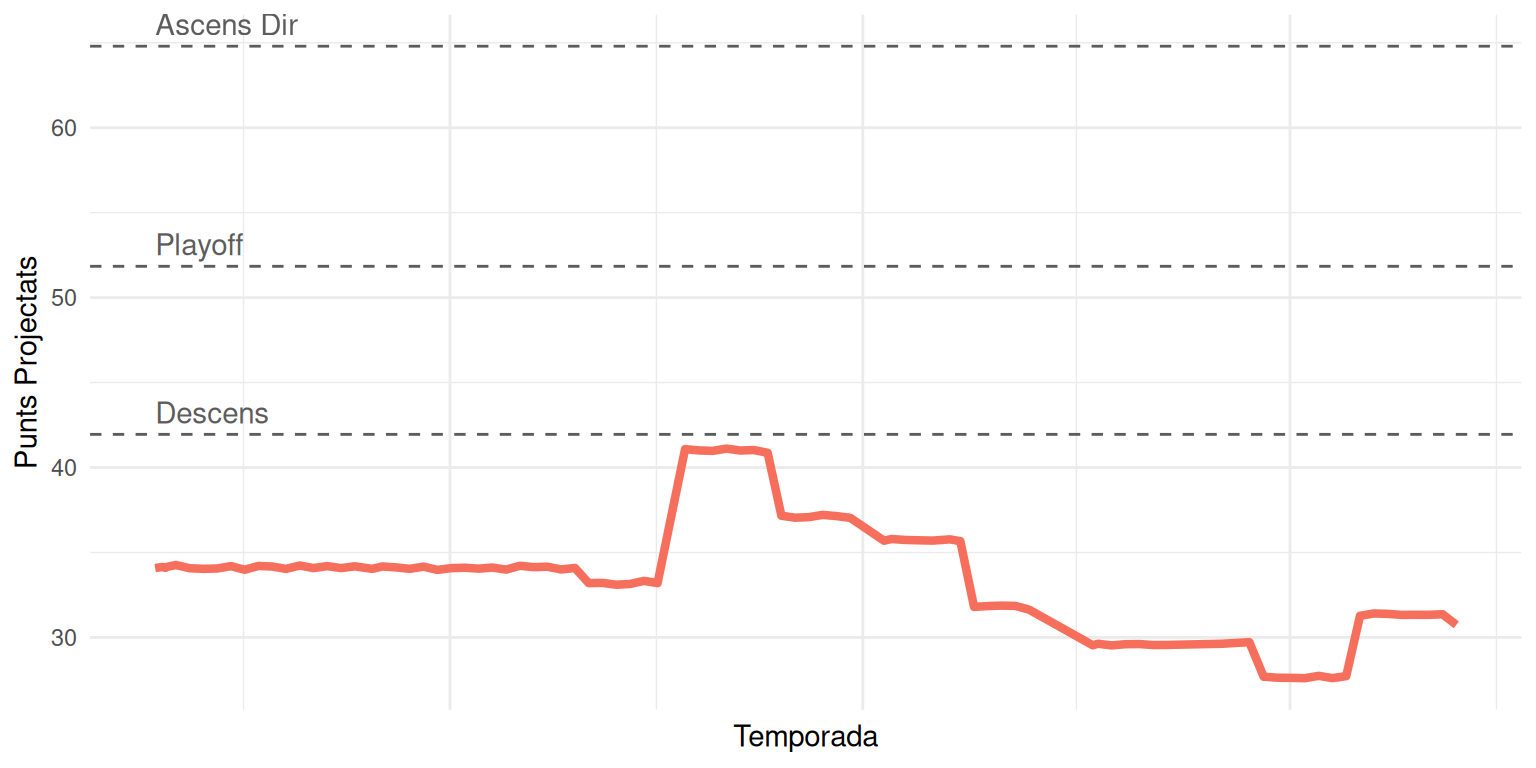 Ascens Dir
60
Playoff
50
Descens
40
30
Punts Projectats
Temporada